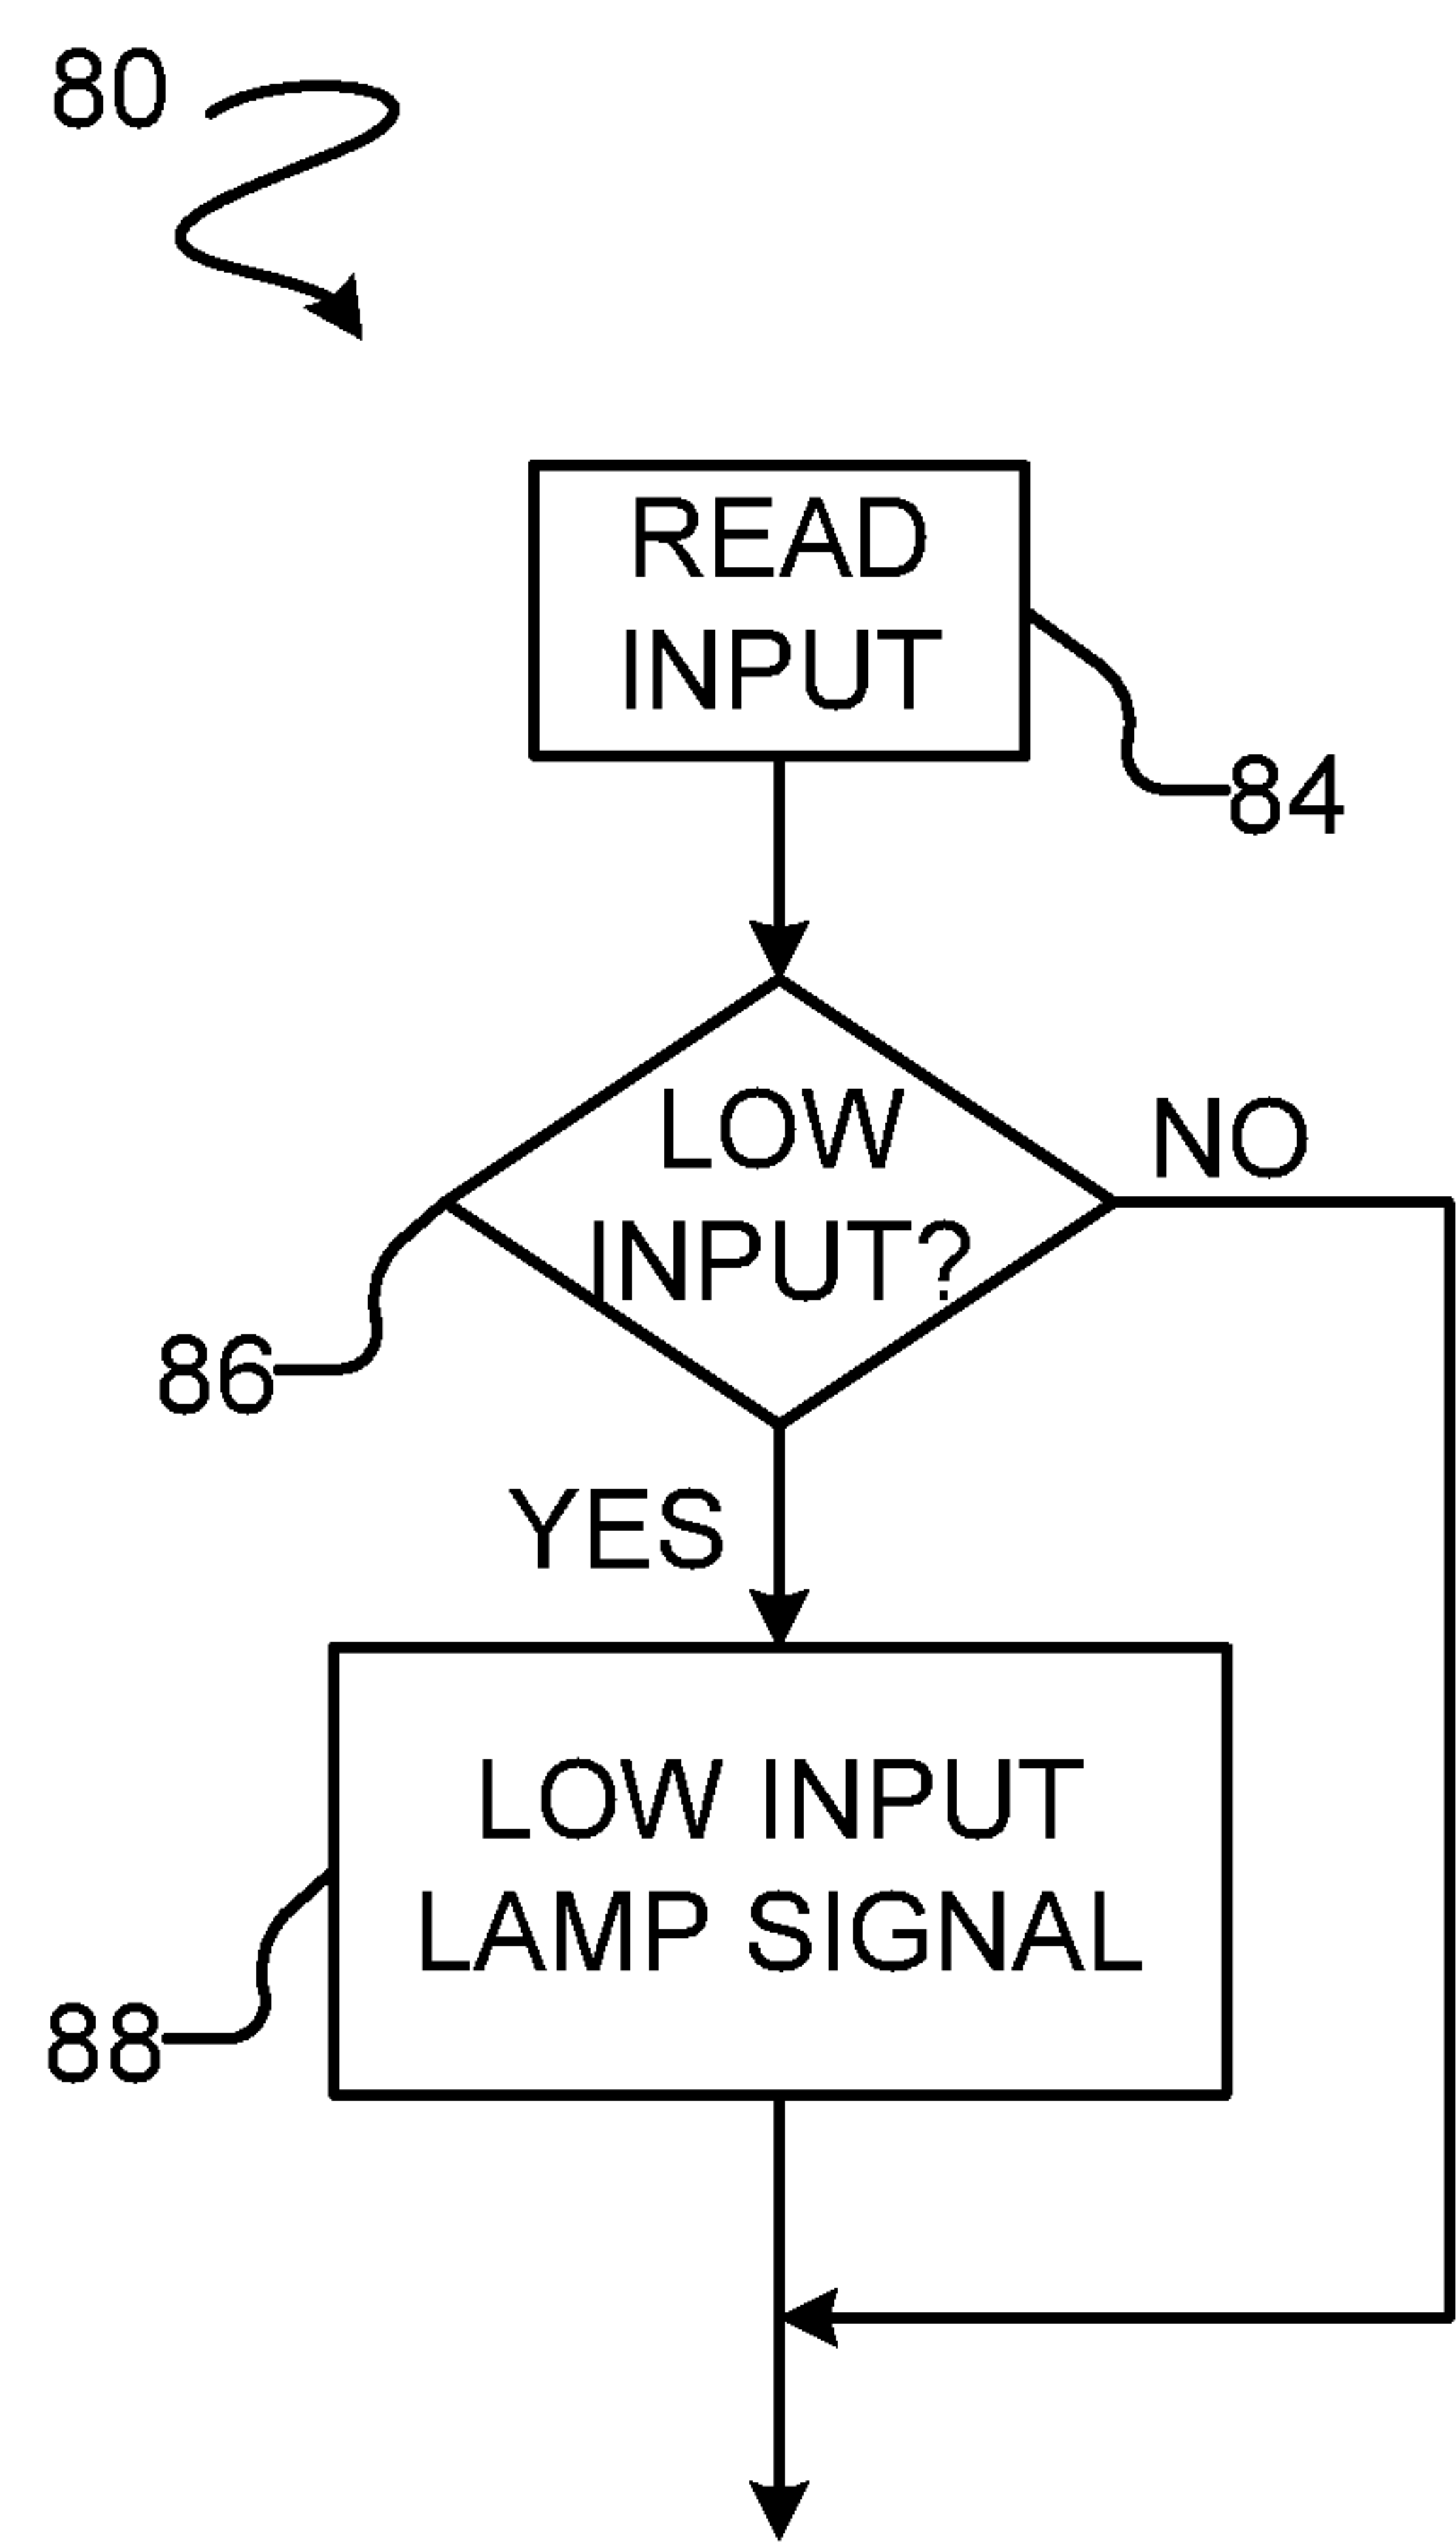 80
READ
INPUT
84
LOW
INPUT?
NO
86
YES
LOW INPUT
LAMP SIGNAL
88